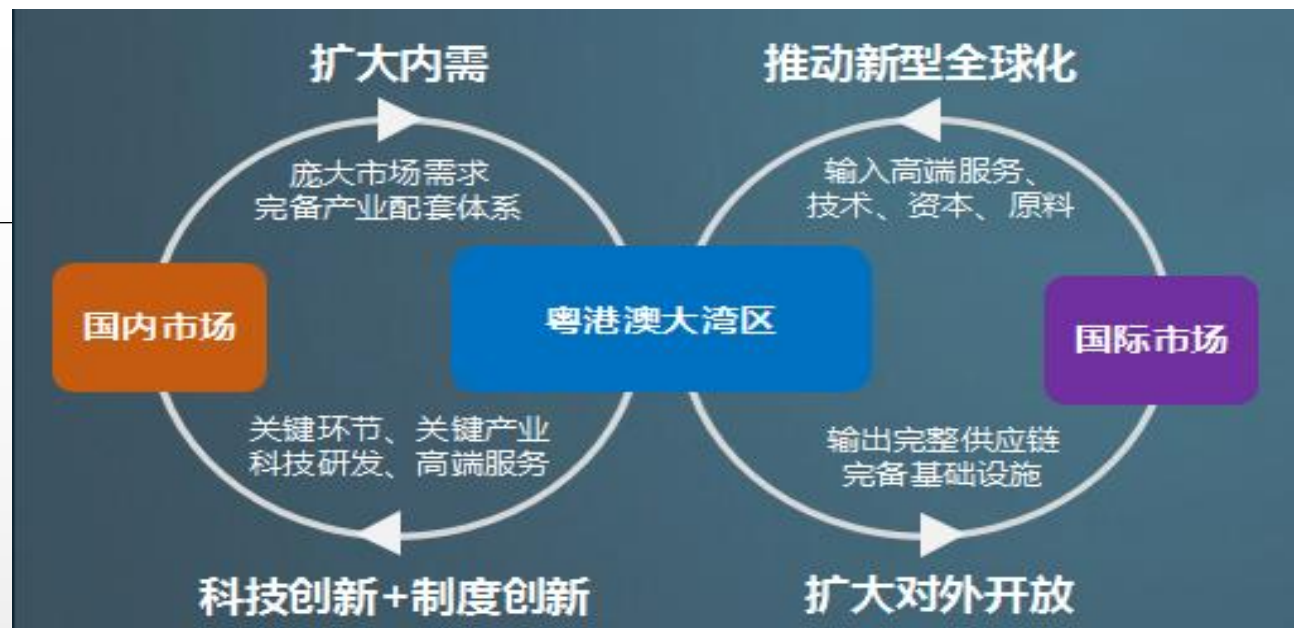 扩大内需
推动新型全球化
庞大市场需求
完备产业配套体系
输入高端服务、
技术、资本、原料
国内市场
粤港澳大湾区
国际市场
关键环节、关键产业
科技研发、高端服务
输出完整供应链
完备基础设施
科技创新+制度创新
扩大对外开放